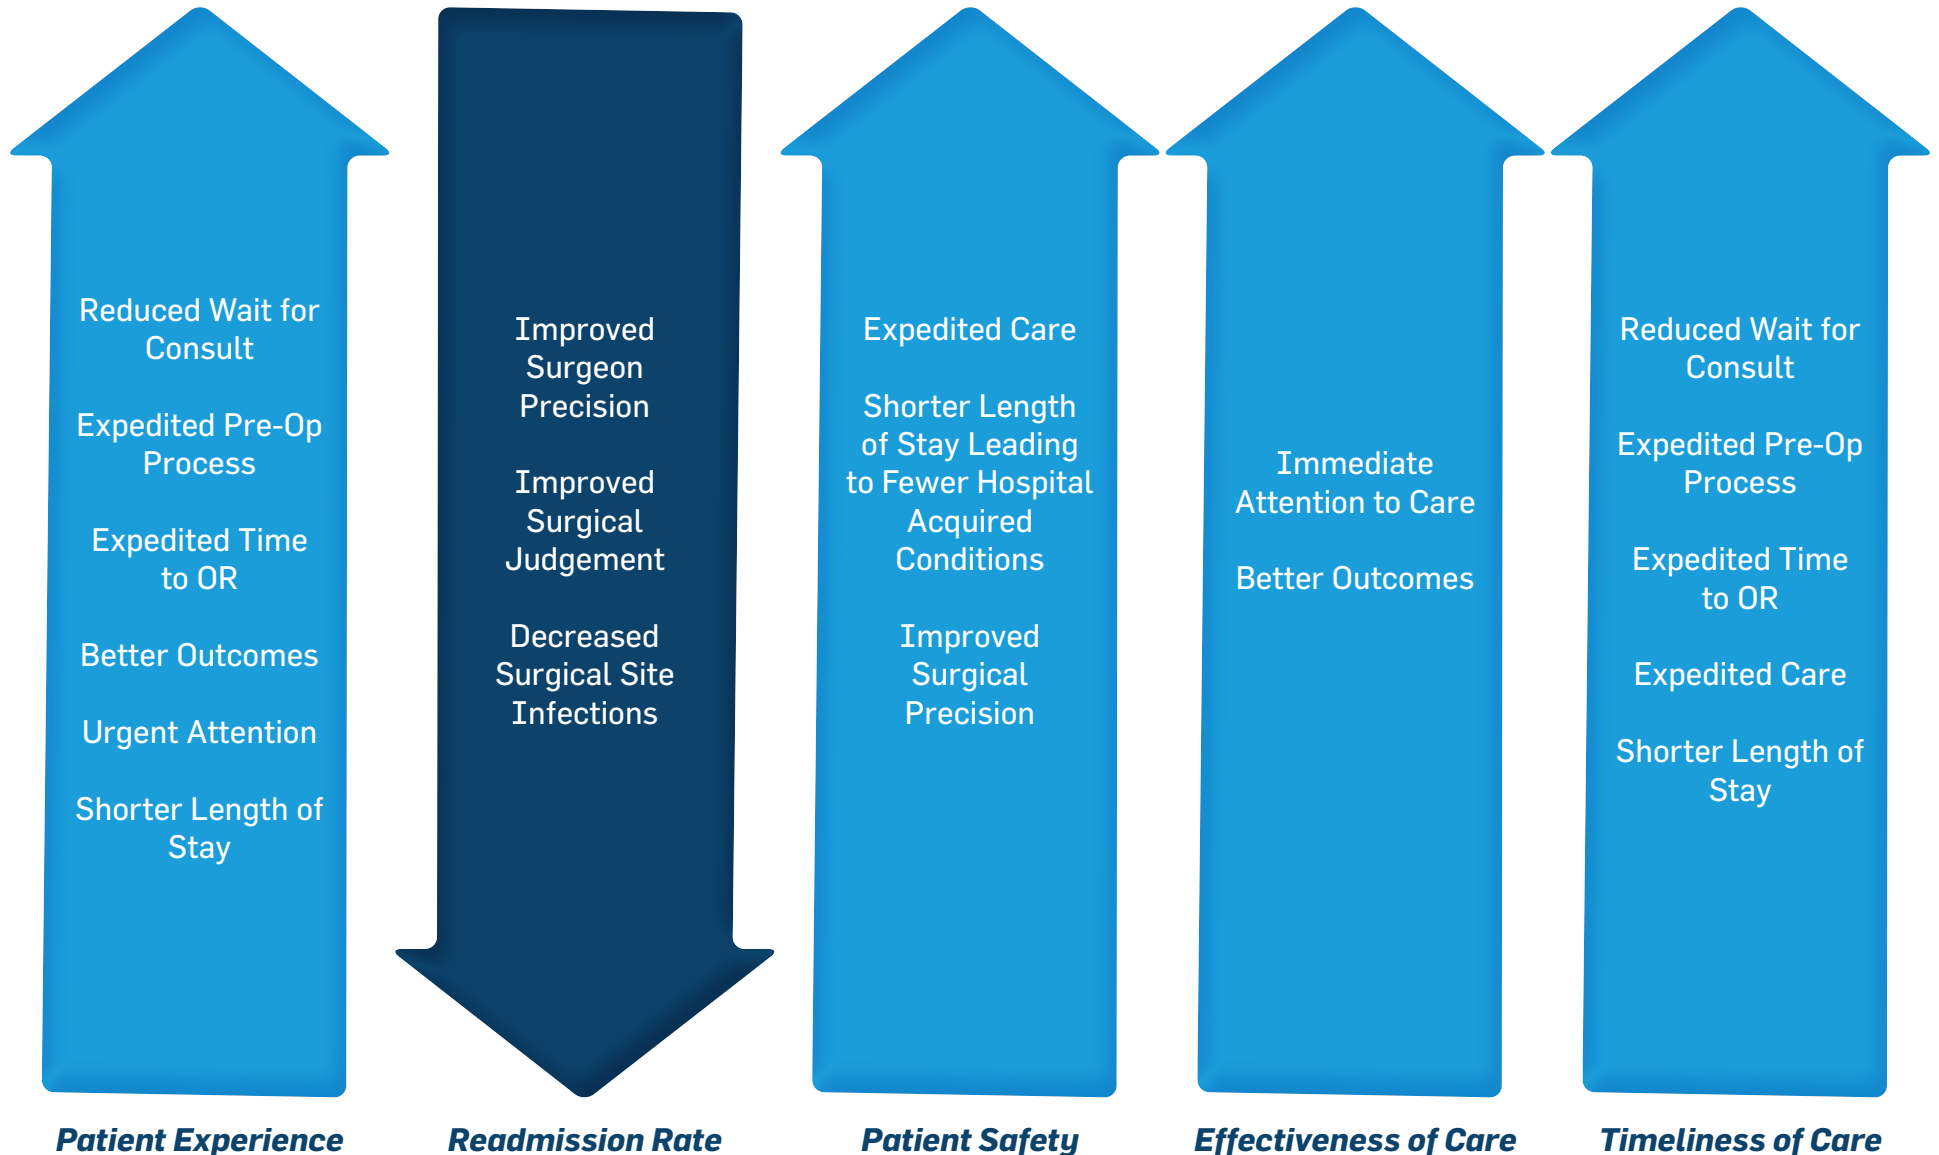 Reduced Wait for
Consult
Expedited Pre-Op
Process
Expedited Time
to OR
Better Outcomes
Urgent Attention
Shorter Length of
Stay
Patient Experience
Improved
Surgeon
Precision
Improved
Surgical
Judgement
Decreased
Surgical Site
Infections
Readmission Rate
Expedited Care
Shorter Length
of Stay Leading
to Fewer Hospital
Acquired
Conditions
Improved
Surgical
Precision
Patient Safety
Immediate
Attention to Care
Better Outcomes
Effectiveness of Care
Reduced Wait for
Consult
Expedited Pre-Op
Process
Expedited Time
to OR
Expedited Care
Shorter Length of
Stay
Timeliness of Care